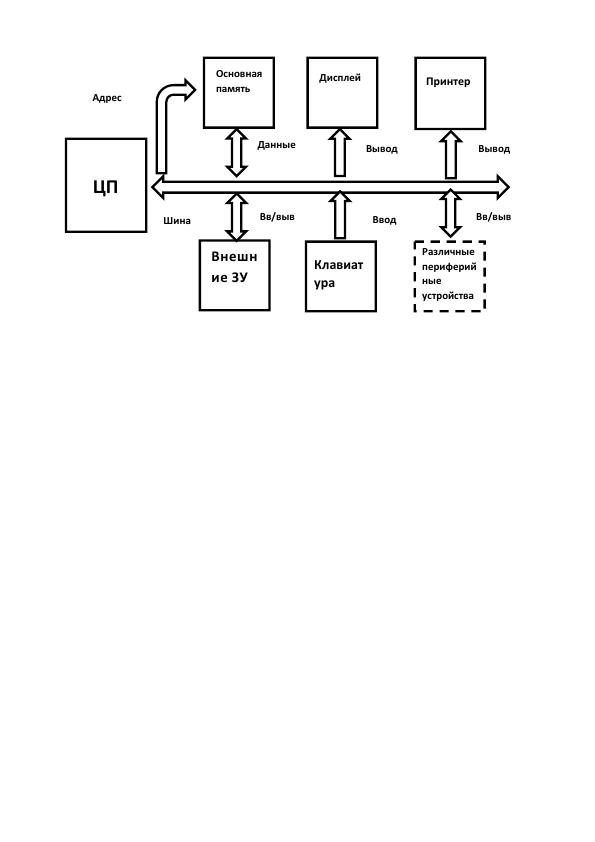 Основная
память
Дисплей
Принтер
Адрес
Данные
Вывод
Вывод
ЦП
Шина
Вв/выв
Ввод
Вв/выв
Внешн
ие ЗУ
Клавиат
ура
Различные
периферий
ные
устройства